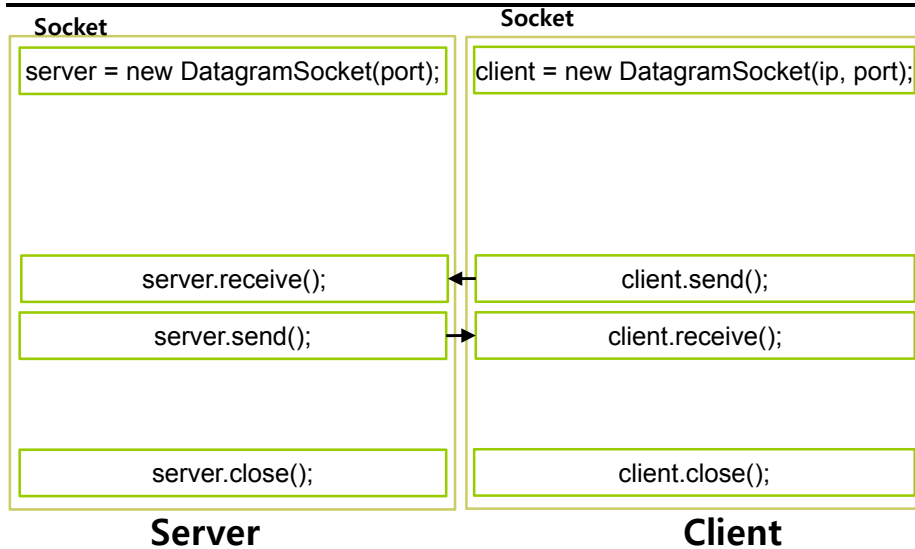 Socket
server = new DatagramSocket(port);
server.receive();
server.send();
server.close();
Server
Socket
client = new DatagramSocket(ip, port);
client.send();
client.receive();
client.close();
Client